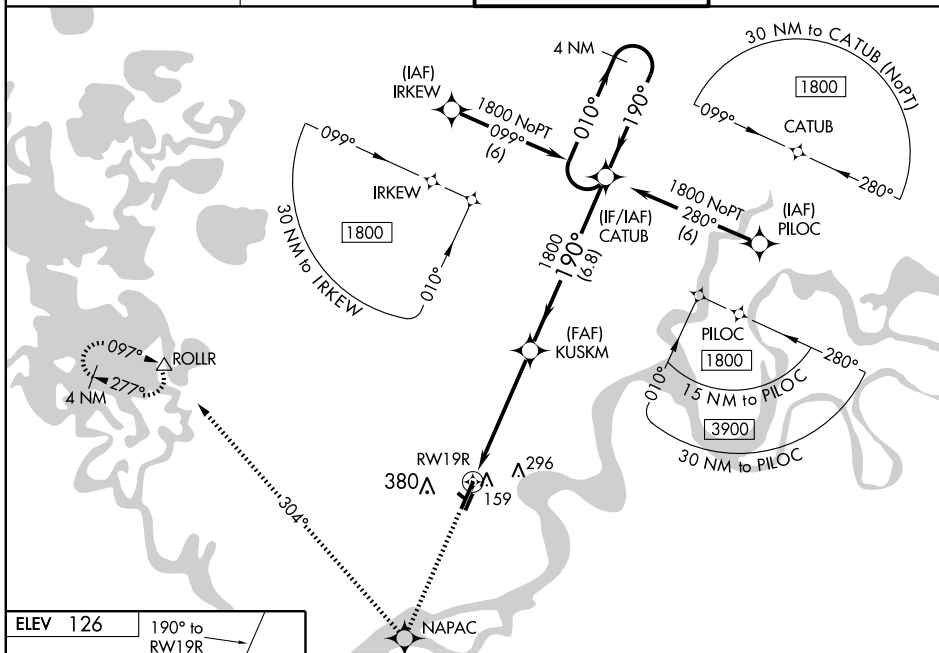 4 NM
010°
190°
30 NM to CATUB (NoPT)
1800
099°
CATUB
280°
(IAF)
IRKEW
1800 NoPT
099°
(6)
099°
IRKEW
1800
30 NM to IRKEW
010°
(IF/IAF)
CATUB
1800 NoPT
280°
(6)
(IAF)
PILOC
1800
190°
(6.8)
(FAF)
KUSKM
PILOC
1800
280°
010°
15 NM to PILOC
3900
30 NM to PILOC
097°
ROLLR
277°
4 NM
RW19R
296
380
159
304°
NAPAC
ELEV 126
190° to
RW19R